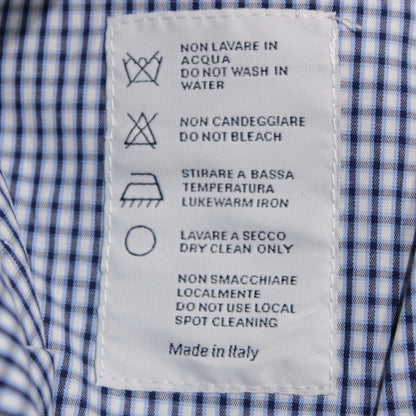 NON LAVARE IN
ACQUA
DO NOT WASH IN
WATER
NON CANDEGGIARE
DO NOT BLEACH
STIRARE A BASSA
TEMPERATURA
LUKEWARM IRON
LAVARE A SECCO
DRY CLEAN ONLY
NON SMACCHIARE
LOCALMENTE
DO NOT USE LOCAL
SPOT CLEANING
Made in Italy